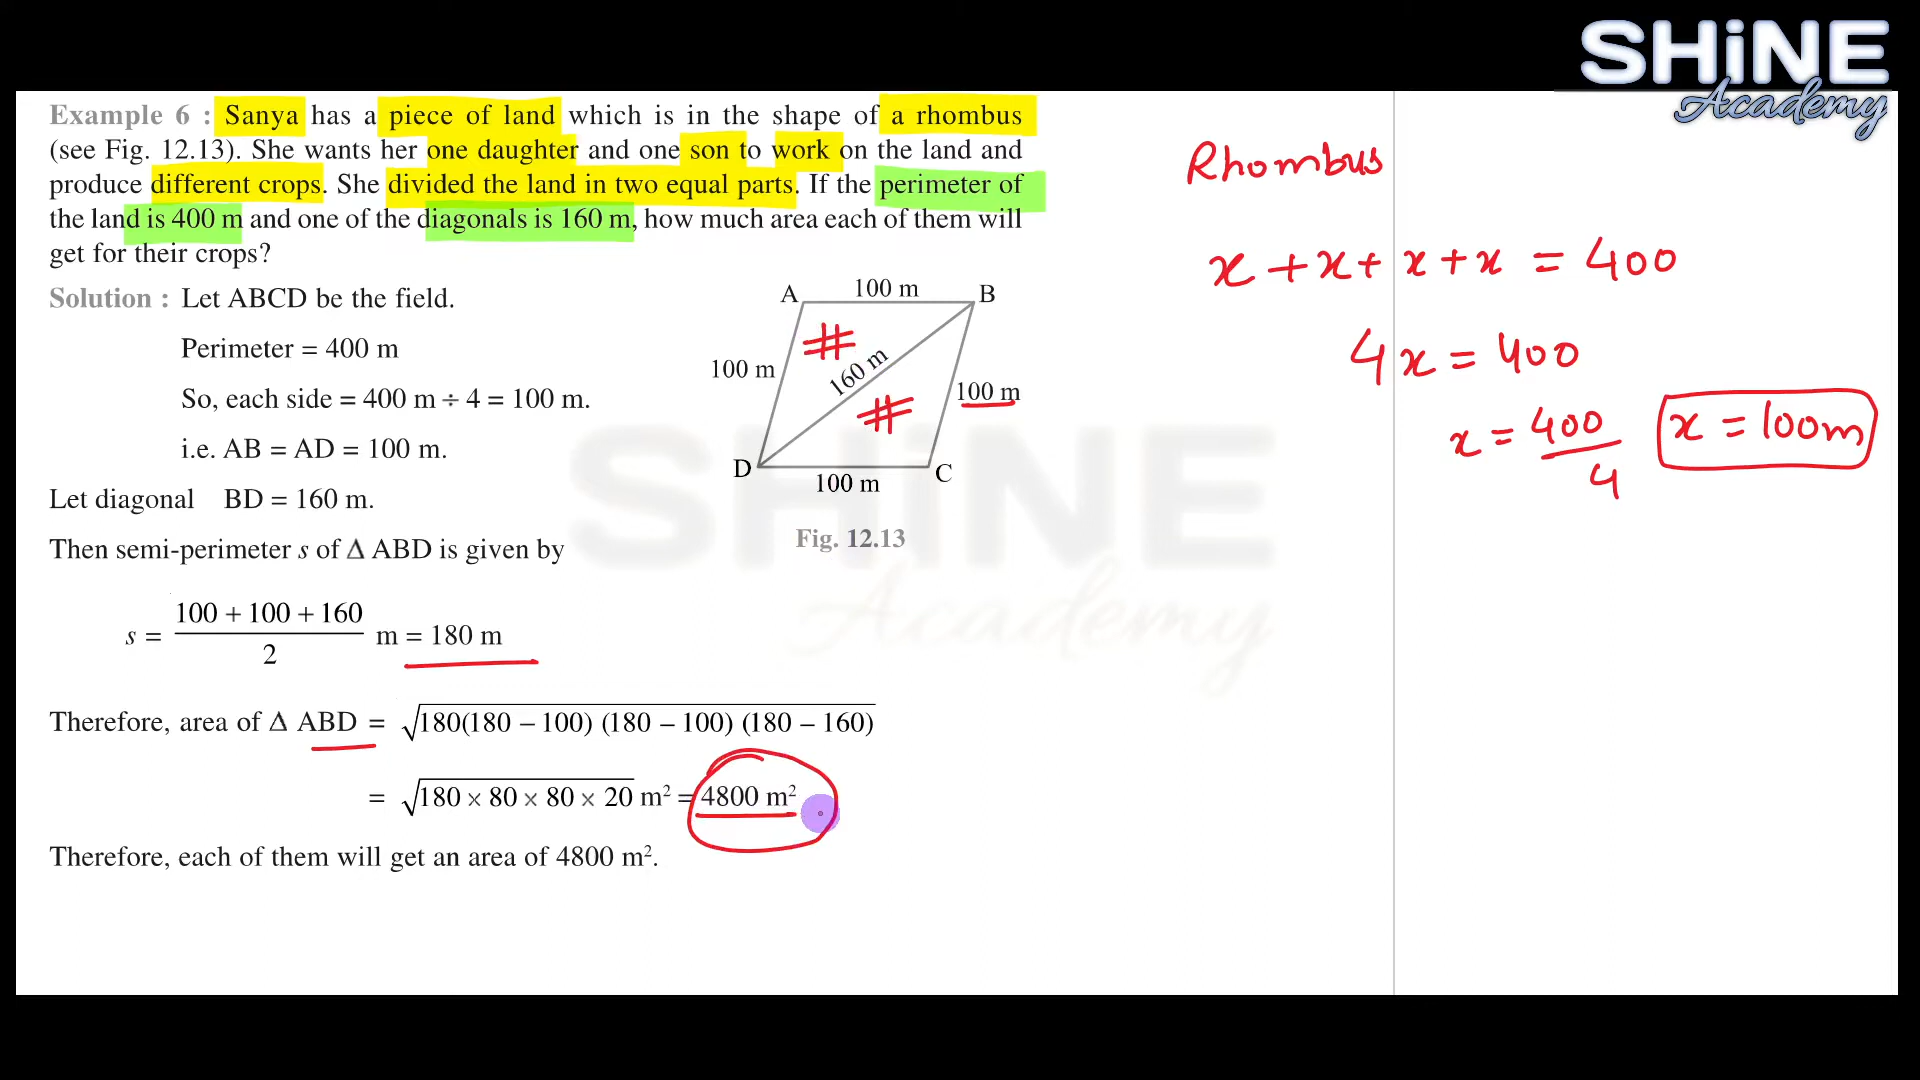 SHiNE
Academy
Example 6 : Sanya has a piece of land which is in the shape of a rhombus
(see Fig. 12.13). She wants her one daughter and one son to work on the land and
produce different crops. She divided the land in two equal parts. If the perimeter of
the land is 400 m and one of the diagonals is 160 m, how much area each of them will
get for their crops?
Solution : Let ABCD be the field.
Perimeter = 400 m
So, each side = 400 m ÷ 4 = 100 m.
i.e. AB = AD = 100 m.
Let diagonal BD = 160 m.
Then semi-perimeter s of Δ ABD is given by
s = (100 + 100 + 160)/2 m = 180 m
Therefore, area of Δ ABD = √180(180 – 100) (180 – 100) (180 – 160)
= √180 × 80 × 80 × 20 m² = 4800 m²
Therefore, each of them will get an area of 4800 m².
A 100 m B
100 m
160 m
100 m
D 100 m C
Fig. 12.13
SHiNE
Academy
Rhombus
x + x + x + x = 400
4x = 400
x = 400/4
x = 100m